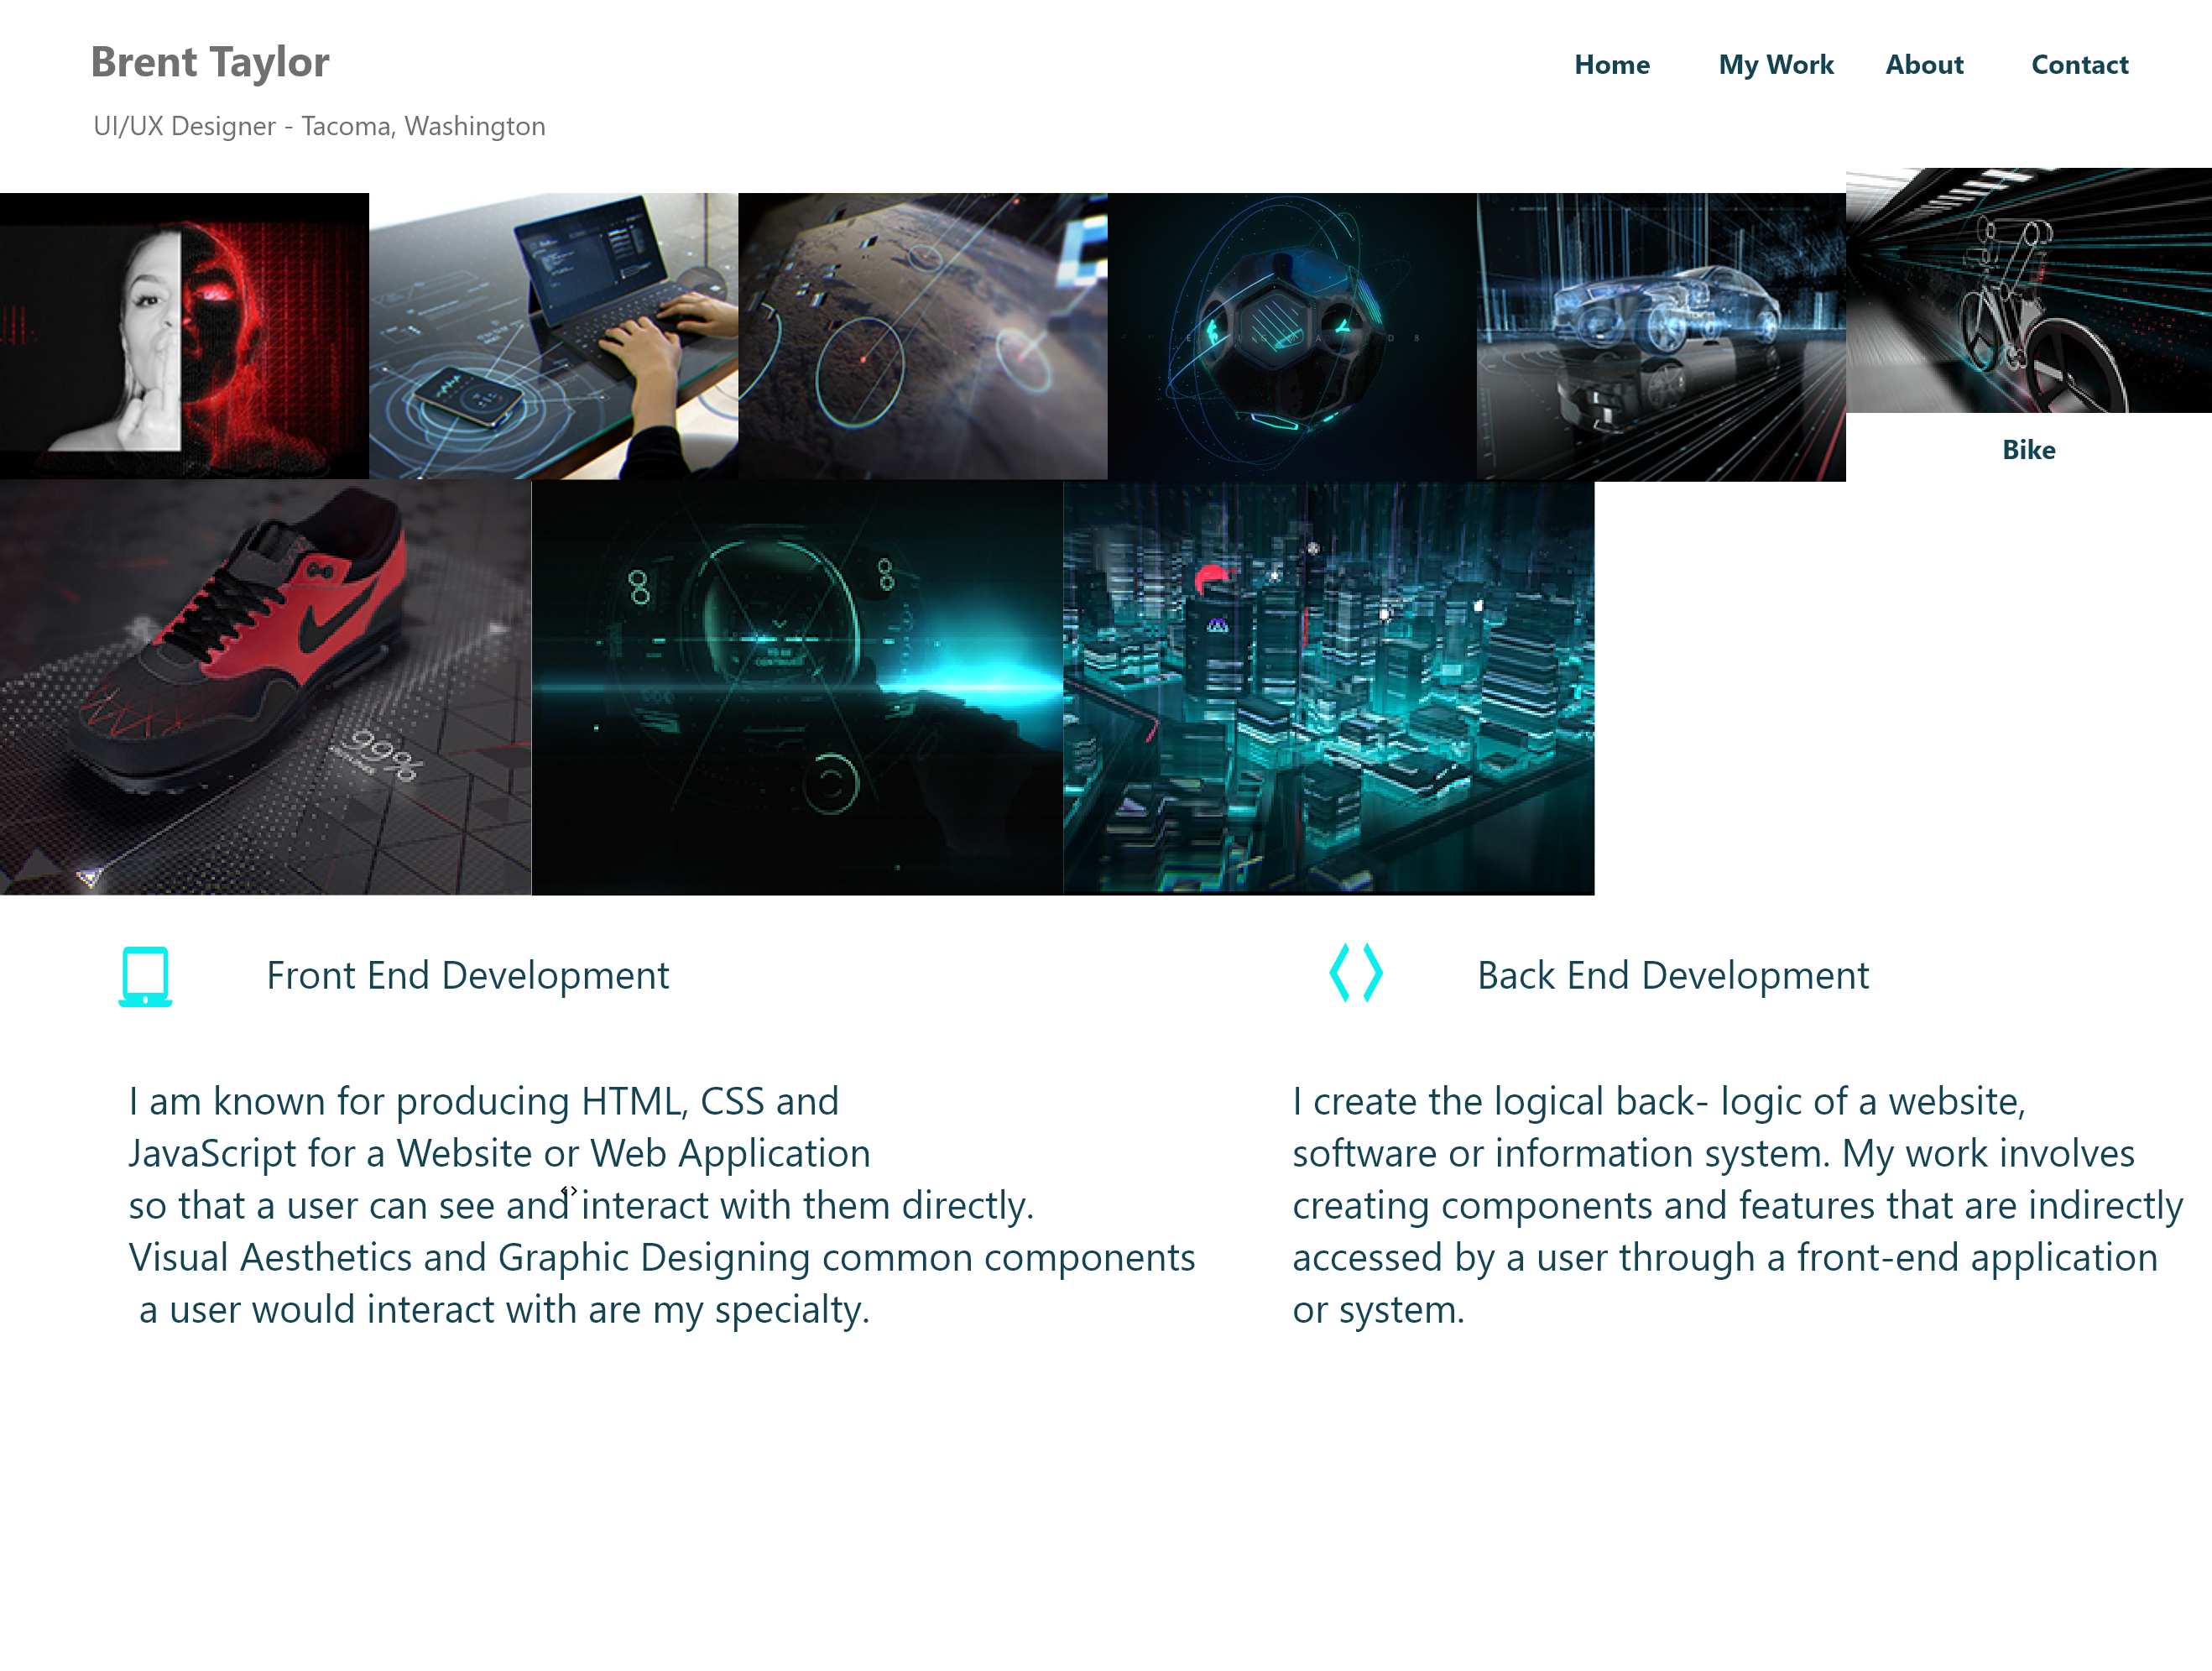 Brent Taylor
Home My Work About Contact
UI/UX Designer - Tacoma, Washington
Bike
99%
Front End Development
Back End Development
I am known for producing HTML, CSS and
JavaScript for a Website or Web Application
so that a user can see and interact with them directly.
Visual Aesthetics and Graphic Designing common components
a user would interact with are my specialty.
I create the logical back- logic of a website,
software or information system. My work involves
creating components and features that are indirectly
accessed by a user through a front-end application
or system.